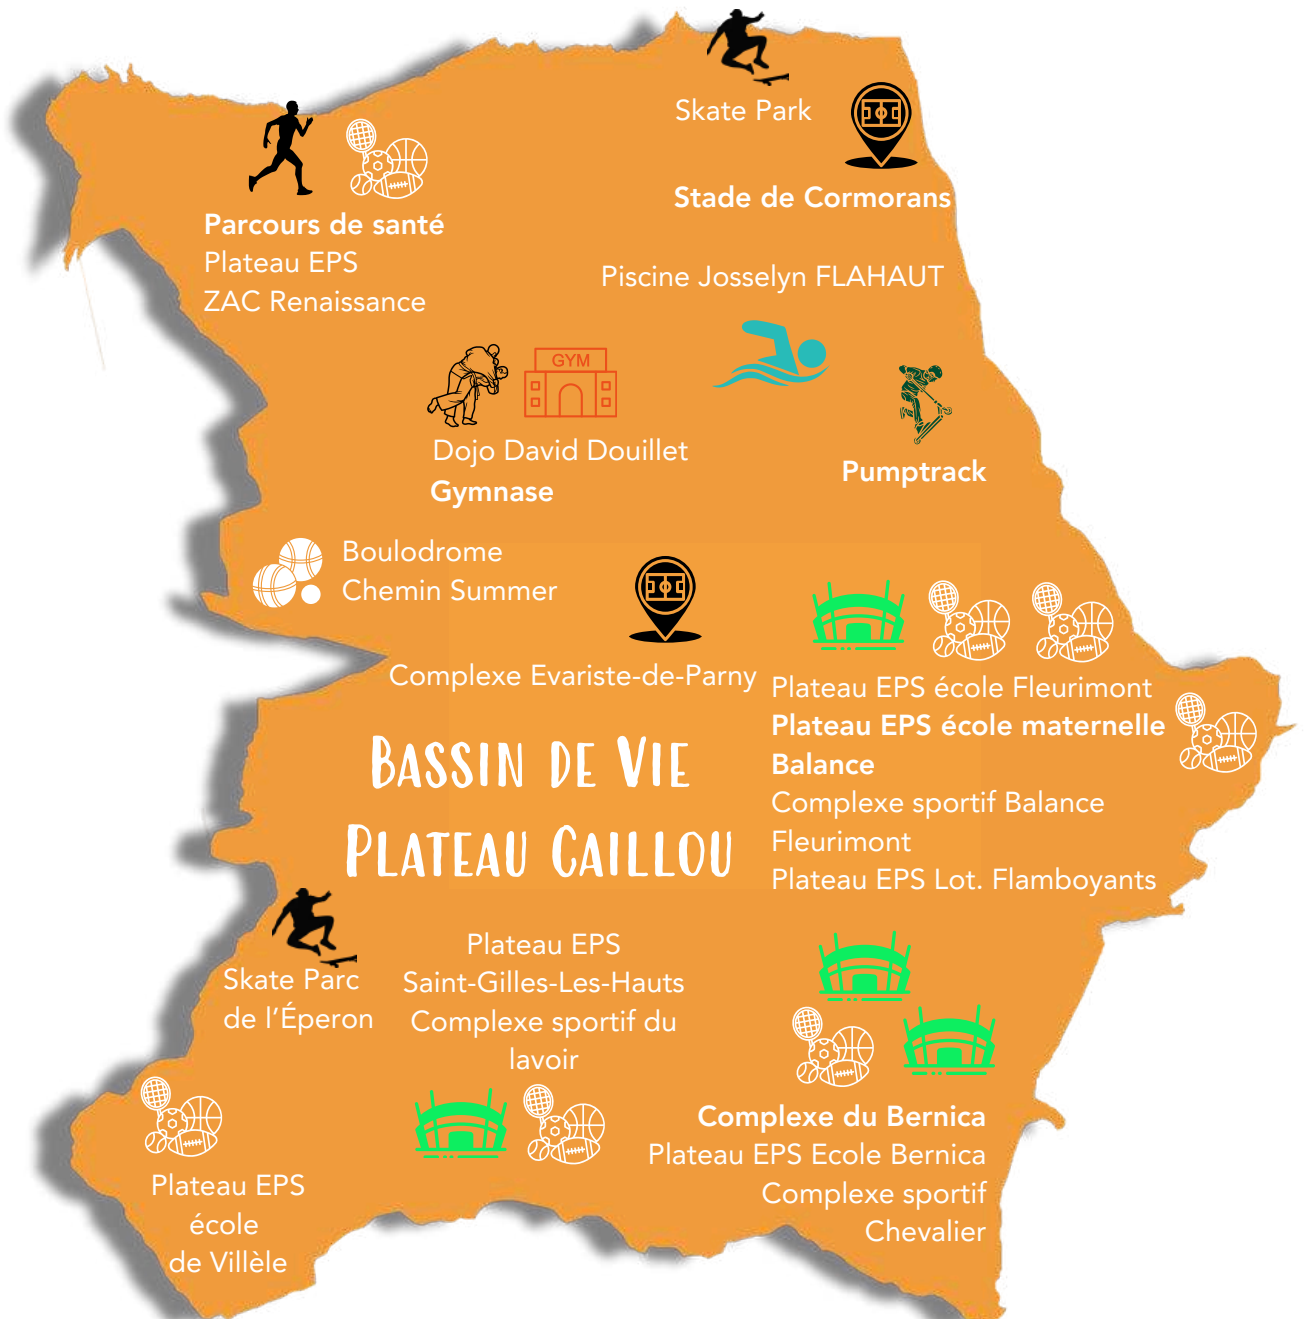 Skate Park
Stade de Cormorans
Parcours de santé
Plateau EPS
ZAC Renaissance
Piscine Josselyn FLAHAUT
GYM
Dojo David Douillet
Gymnase
Pumptrack
Boulodrome
Chemin Summer
Complexe Evariste-de-Parny
Plateau EPS école Fleurimont
Plateau EPS école maternelle
Balance
Complexe sportif Balance
Fleurimont
Plateau EPS Lot. Flamboyants
BASSIN DE VIE
PLATEAU CAILLOU
Skate Parc
de l'Éperon
Plateau EPS
Saint-Gilles-Les-Hauts
Complexe sportif du
lavoir
Complexe du Bernica
Plateau EPS Ecole Bernica
Complexe sportif
Chevalier
Plateau EPS
école
de Villèle